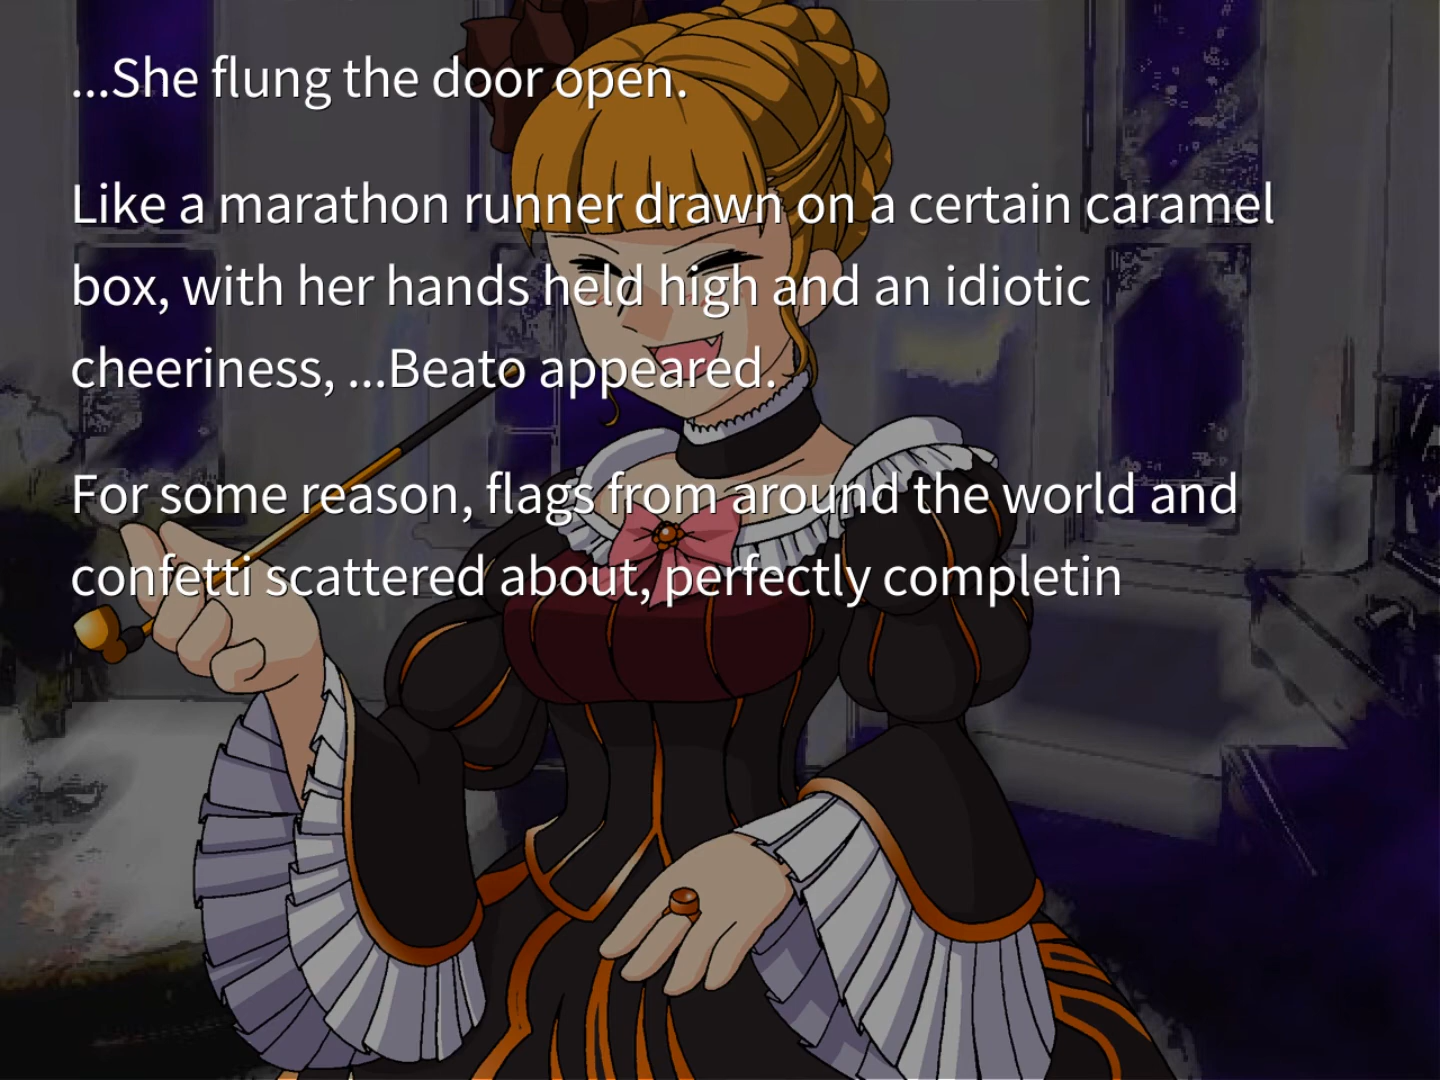 ...She flung the door open.
Like a marathon runner drawn on a certain caramel
box, with her hands held high and an idiotic
cheeriness, ...Beato appeared.
For some reason, flags from around the world and
confetti scattered about, perfectly completin